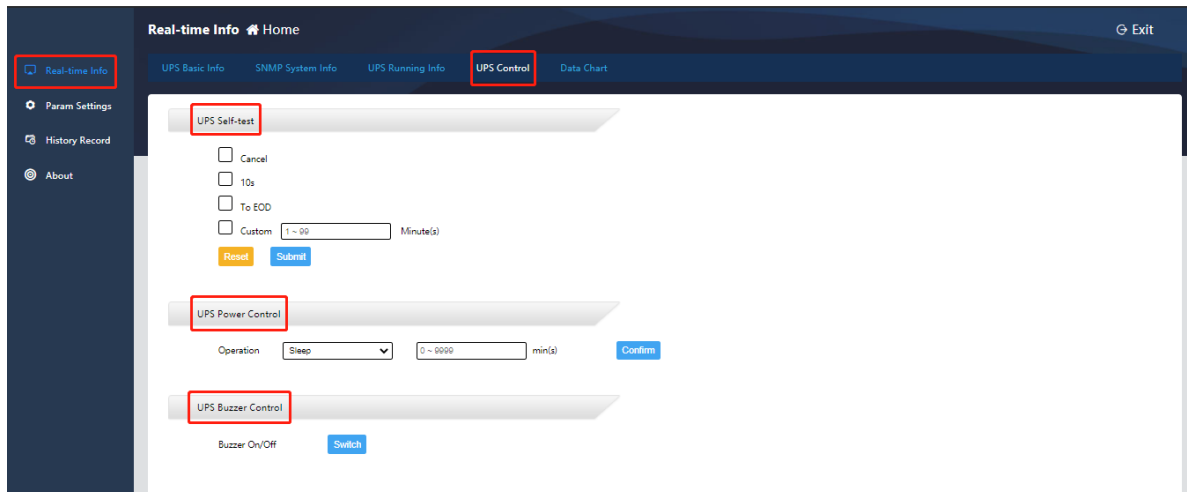 Real-time Info Home
Exit
Real-time Info
Param Settings
History Record
About
UPS Basic Info SNMP System Info UPS Running Info UPS Control Data Chart
UPS Self-test
Cancel
10s
To EOD
Custom 1 ~ 99 Minute(s)
Reset Submit
UPS Power Control
Operation Sleep 0 ~ 9999 min(s) Confirm
UPS Buzzer Control
Buzzer On/Off Switch